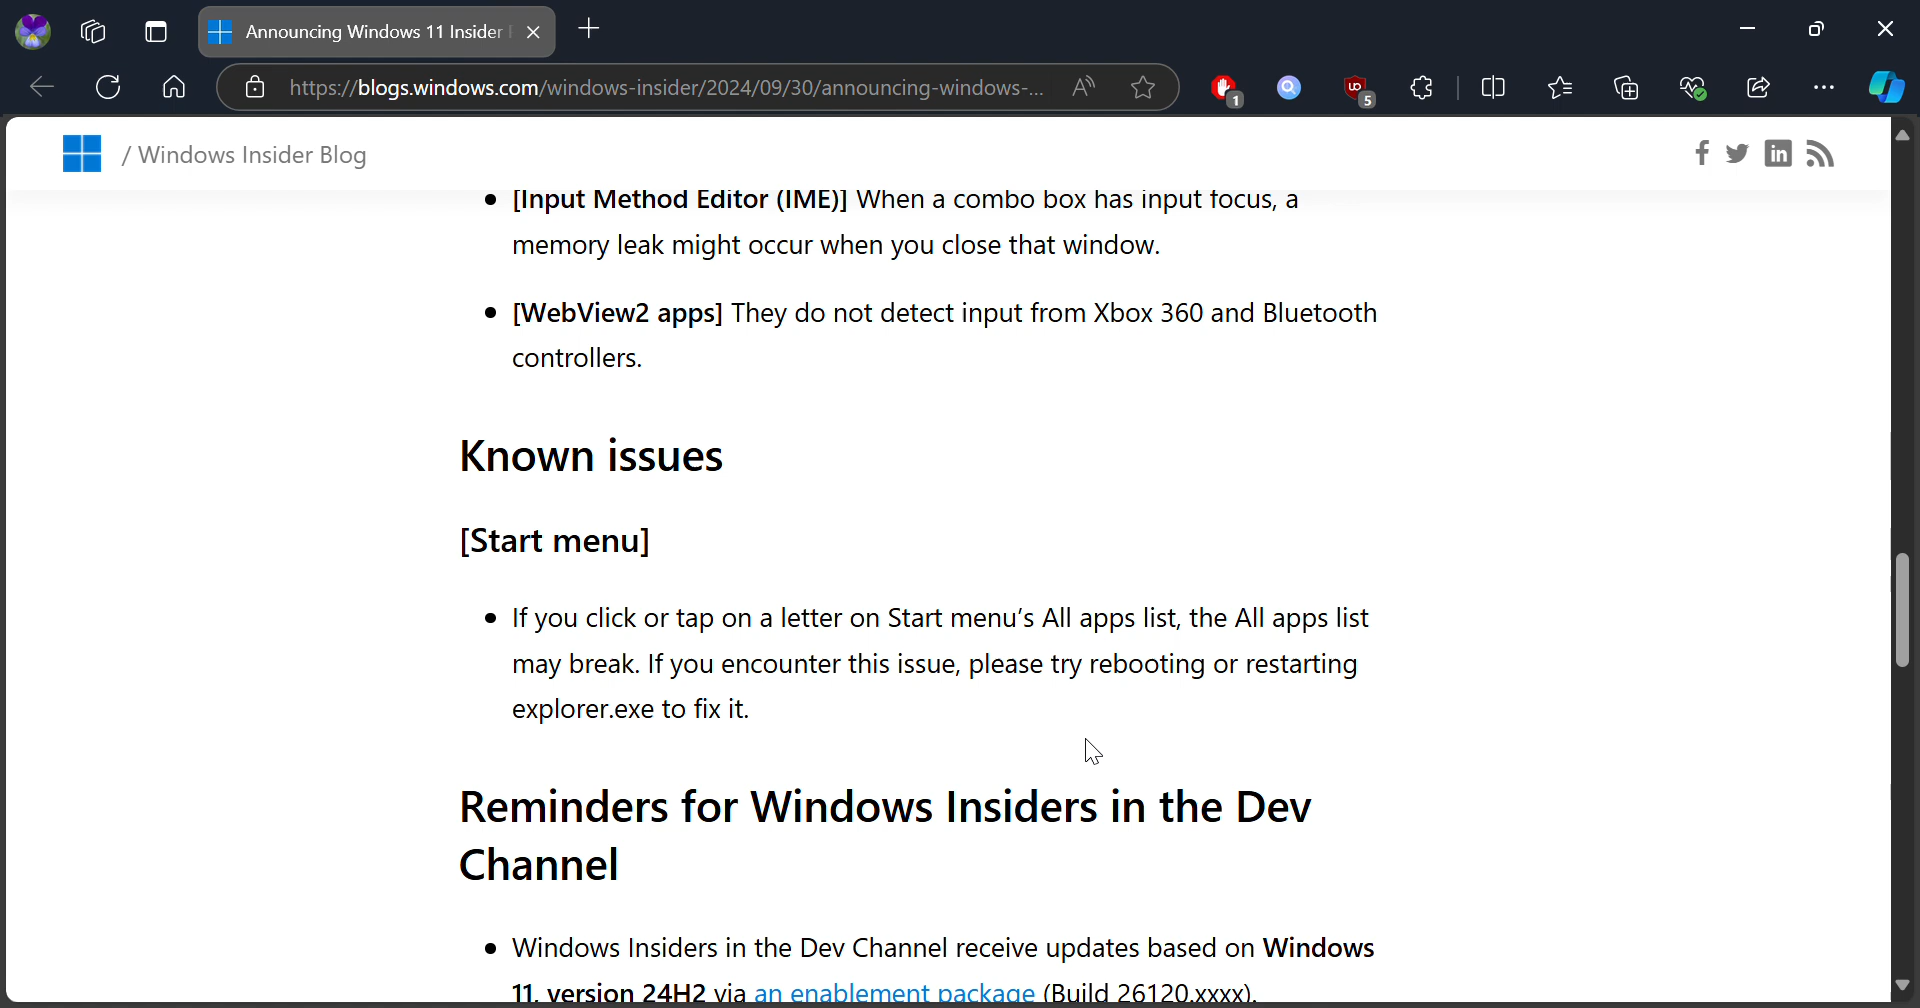 Announcing Windows 11 Insider
https://blogs.windows.com/windows-insider/2024/09/30/announcing-windows-...
1
UO
5
/ Windows Insider Blog
• [Input Method Editor (IME)] When a combo box has input focus, a
memory leak might occur when you close that window.
• [WebView2 apps] They do not detect input from Xbox 360 and Bluetooth
controllers.
Known issues
[Start menu]
• If you click or tap on a letter on Start menu’s All apps list, the All apps list
may break. If you encounter this issue, please try rebooting or restarting
explorer.exe to fix it.
Reminders for Windows Insiders in the Dev
Channel
• Windows Insiders in the Dev Channel receive updates based on Windows
11, version 24H2 via an enablement package (Build 26120.xxxx).